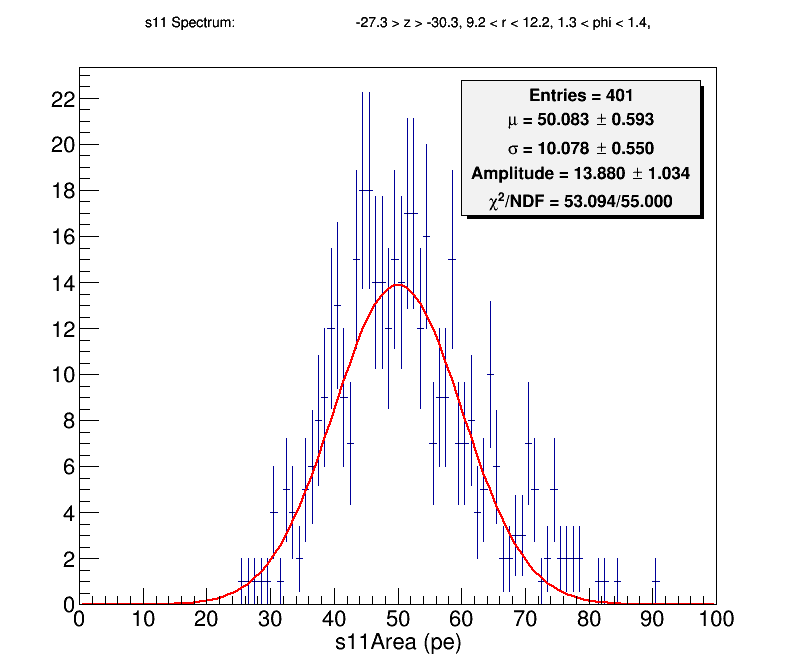 s11 Spectrum: -27.3 > z > -30.3, 9.2 < r < 12.2, 1.3 < phi < 1.4,
Entries = 401
μ = 50.083 ± 0.593
σ = 10.078 ± 0.550
Amplitude = 13.880 ± 1.034
χ²/NDF = 53.094/55.000
22
20
18
16
14
12
10
8
6
4
2
0
0 10 20 30 40 50 60 70 80 90 100
s11Area (pe)